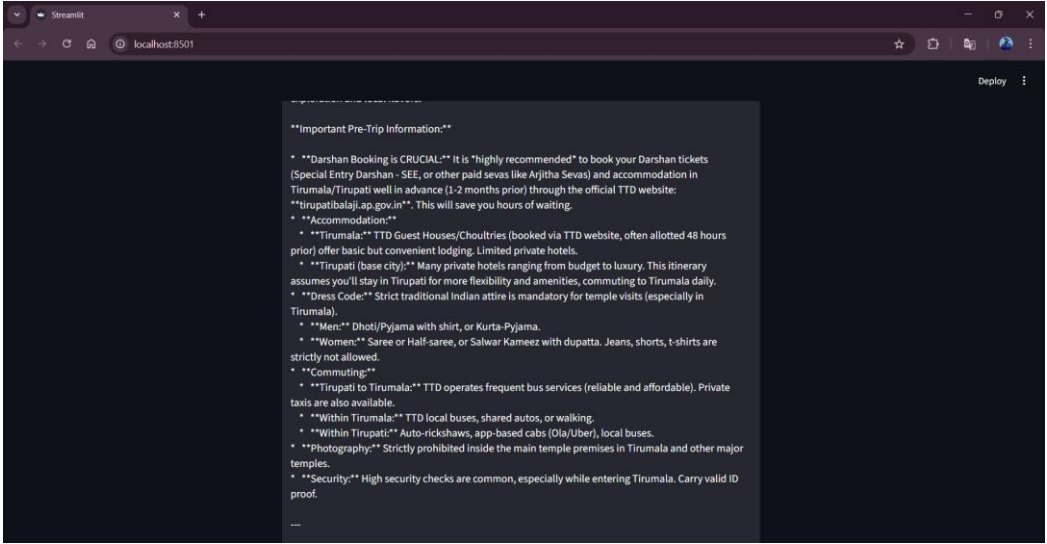 Streamlit
localhost:8501
Deploy
**Important Pre-Trip Information:**
* **Darshan Booking is CRUCIAL:** It is *highly recommended* to book your Darshan tickets
(Special Entry Darshan - SEE, or other paid sevas like Arjitha Sevas) and accommodation in
Tirumala/Tirupati well in advance (1-2 months prior) through the official TTD website:
**tirupatibalaji.ap.gov.in**. This will save you hours of waiting.
* **Accommodation:**
* **Tirumala:** TTD Guest Houses/Choultries (booked via TTD website, often allotted 48 hours
prior) offer basic but convenient lodging. Limited private hotels.
* **Tirupati (base city):** Many private hotels ranging from budget to luxury. This itinerary
assumes you'll stay in Tirupati for more flexibility and amenities, commuting to Tirumala daily.
* **Dress Code:** Strict traditional Indian attire is mandatory for temple visits (especially in
Tirumala).
* **Men:** Dhoti/Pyjama with shirt, or Kurta-Pyjama.
* **Women:** Saree or Half-saree, or Salwar Kameez with dupatta. Jeans, shorts, t-shirts are
strictly not allowed.
* **Commuting:**
* **Tirupati to Tirumala:** TTD operates frequent bus services (reliable and affordable). Private
taxis are also available.
* **Within Tirumala:** TTD local buses, shared autos, or walking.
* **Within Tirupati:** Auto-rickshaws, app-based cabs (Ola/Uber), local buses.
* **Photography:** Strictly prohibited inside the main temple premises in Tirumala and other major
temples.
* **Security:** High security checks are common, especially while entering Tirumala. Carry valid ID
proof.
---